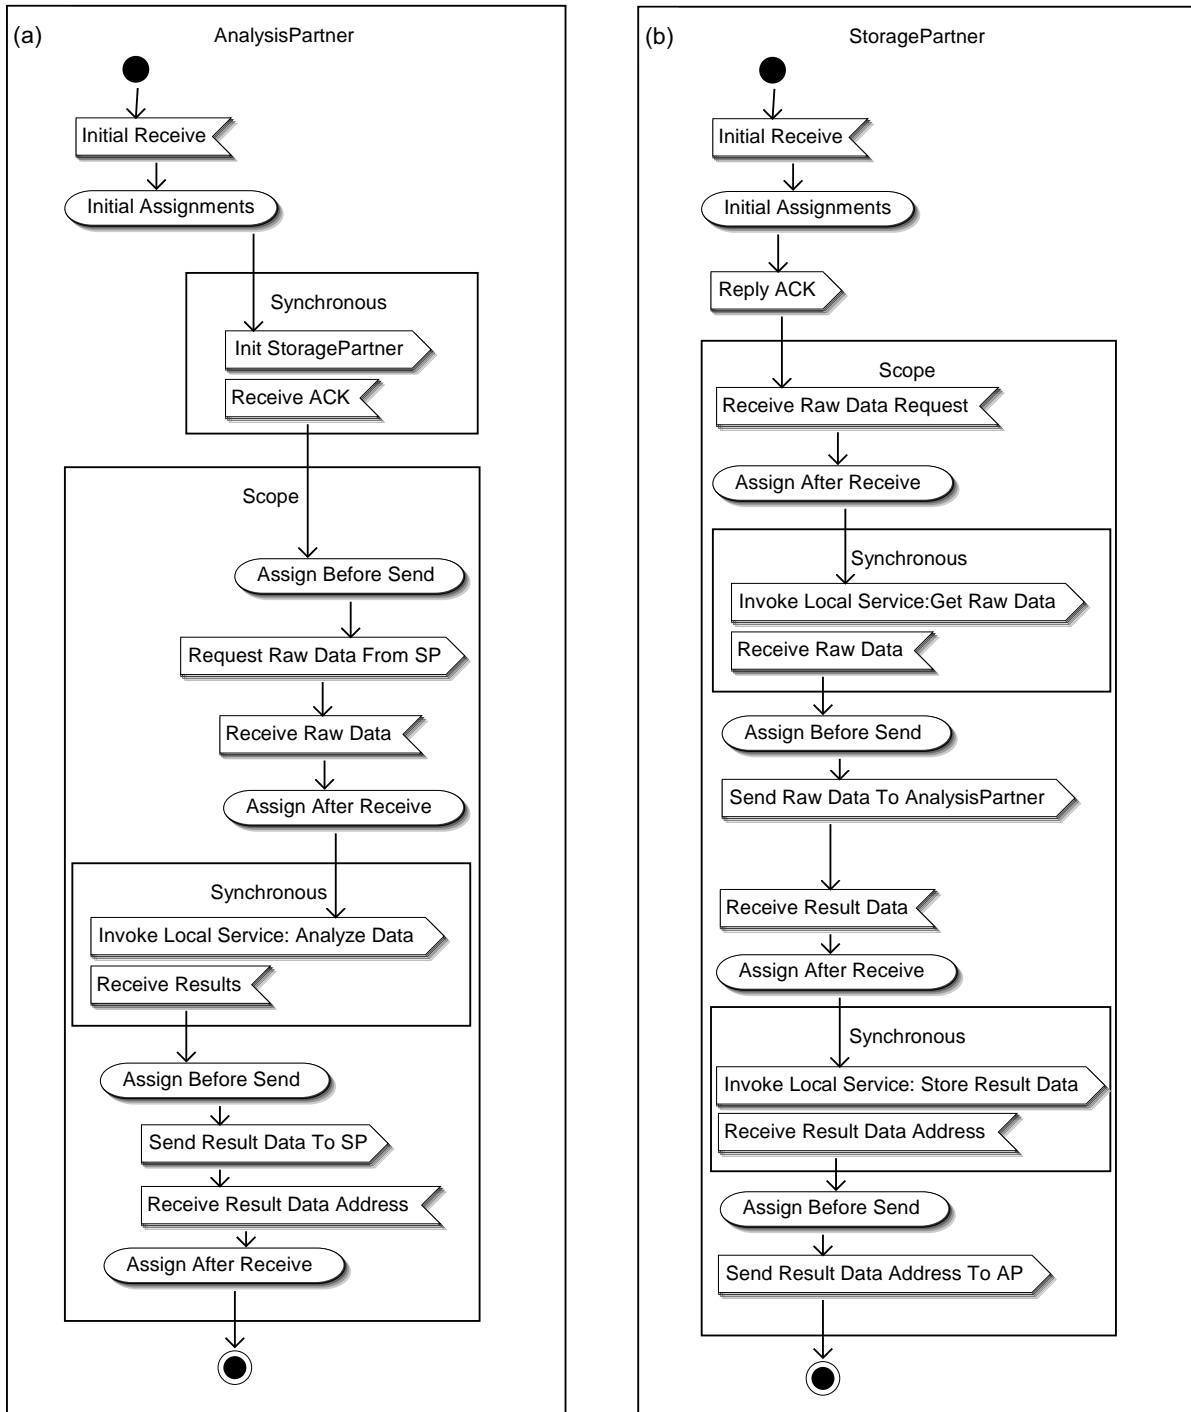 (a)
AnalysisPartner
Initial Receive
Initial Assignments
Synchronous
Init StoragePartner
Receive ACK
Scope
Assign Before Send
Request Raw Data From SP
Receive Raw Data
Assign After Receive
Synchronous
Invoke Local Service: Analyze Data
Receive Results
Assign Before Send
Send Result Data To SP
Receive Result Data Address
Assign After Receive
(b)
StoragePartner
Initial Receive
Initial Assignments
Reply ACK
Scope
Receive Raw Data Request
Assign After Receive
Synchronous
Invoke Local Service:Get Raw Data
Receive Raw Data
Assign Before Send
Send Raw Data To AnalysisPartner
Receive Result Data
Assign After Receive
Synchronous
Invoke Local Service: Store Result Data
Receive Result Data Address
Assign Before Send
Send Result Data Address To AP